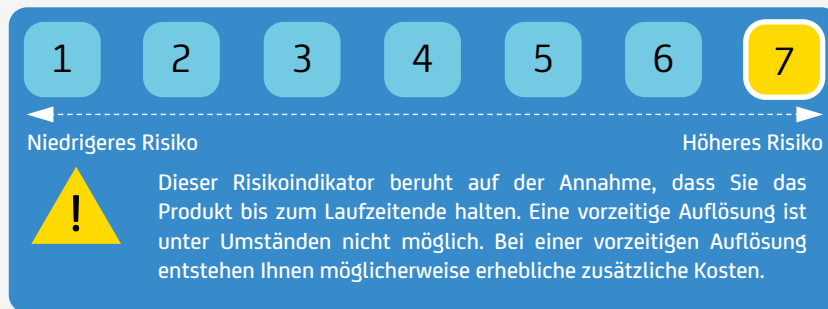 1 2 3 4 5 6 7
Niedrigeres Risiko Höheres Risiko
!
Dieser Risikoindikator beruht auf der Annahme, dass Sie das
Produkt bis zum Laufzeitende halten. Eine vorzeitige Auflösung ist
unter Umständen nicht möglich. Bei einer vorzeitigen Auflösung
entstehen Ihnen möglicherweise erhebliche zusätzliche Kosten.